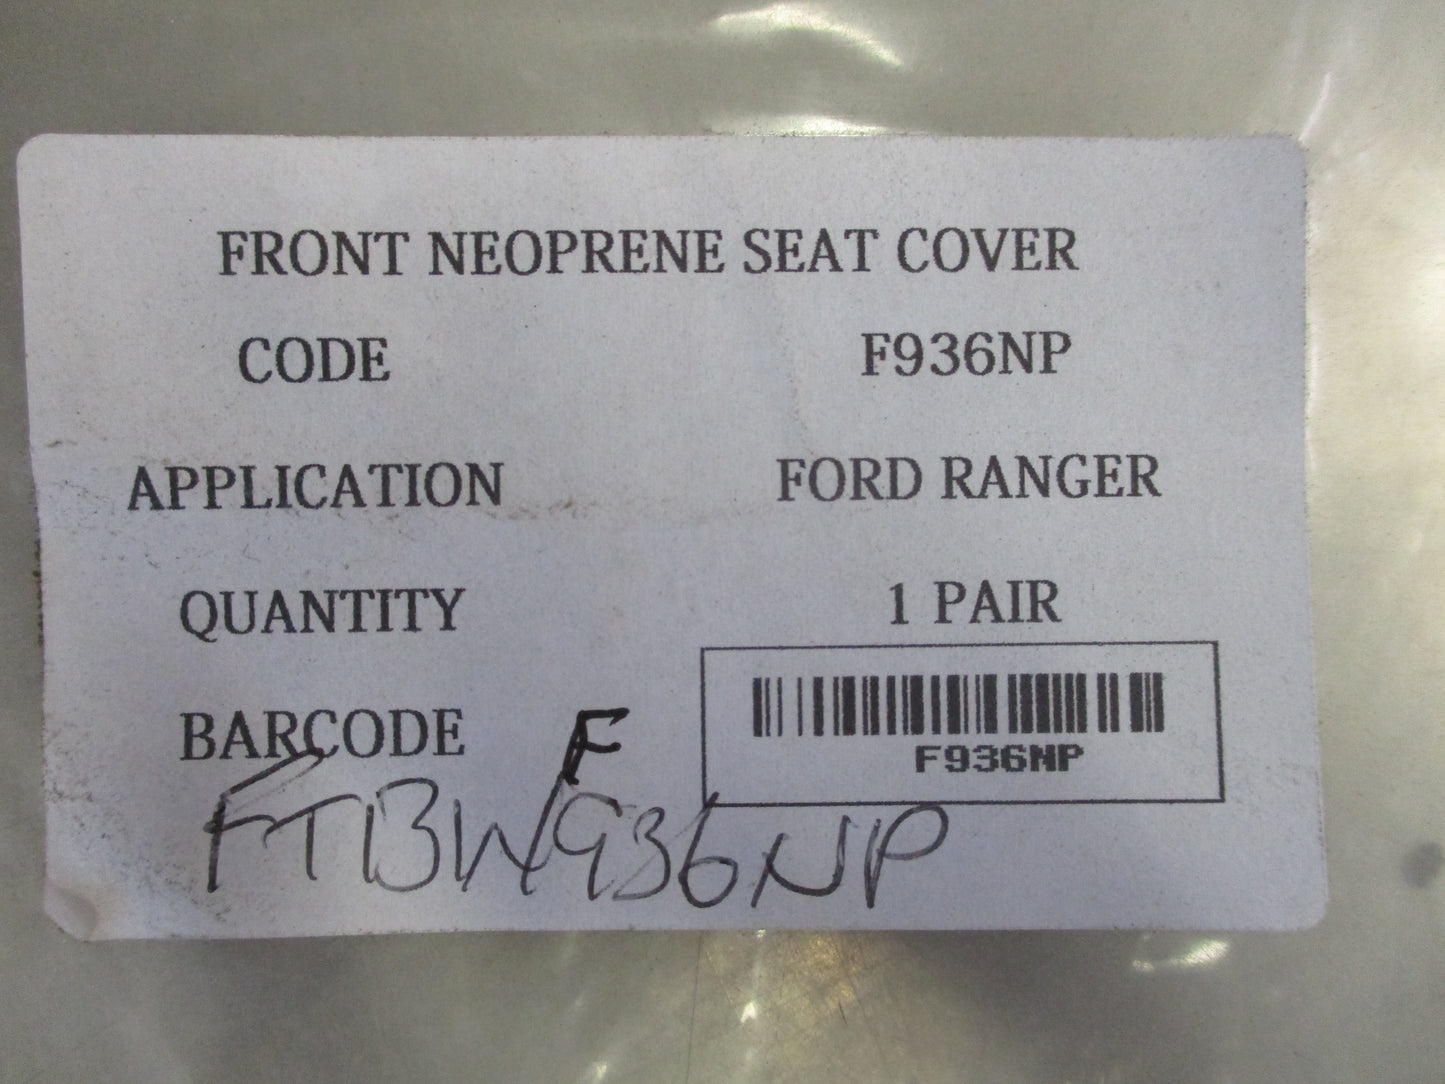 FRONT NEOPRENE SEAT COVER
CODE F936NP
APPLICATION FORD RANGER
QUANTITY 1 PAIR
BARCODE
F936NP
F
FTBW936NP